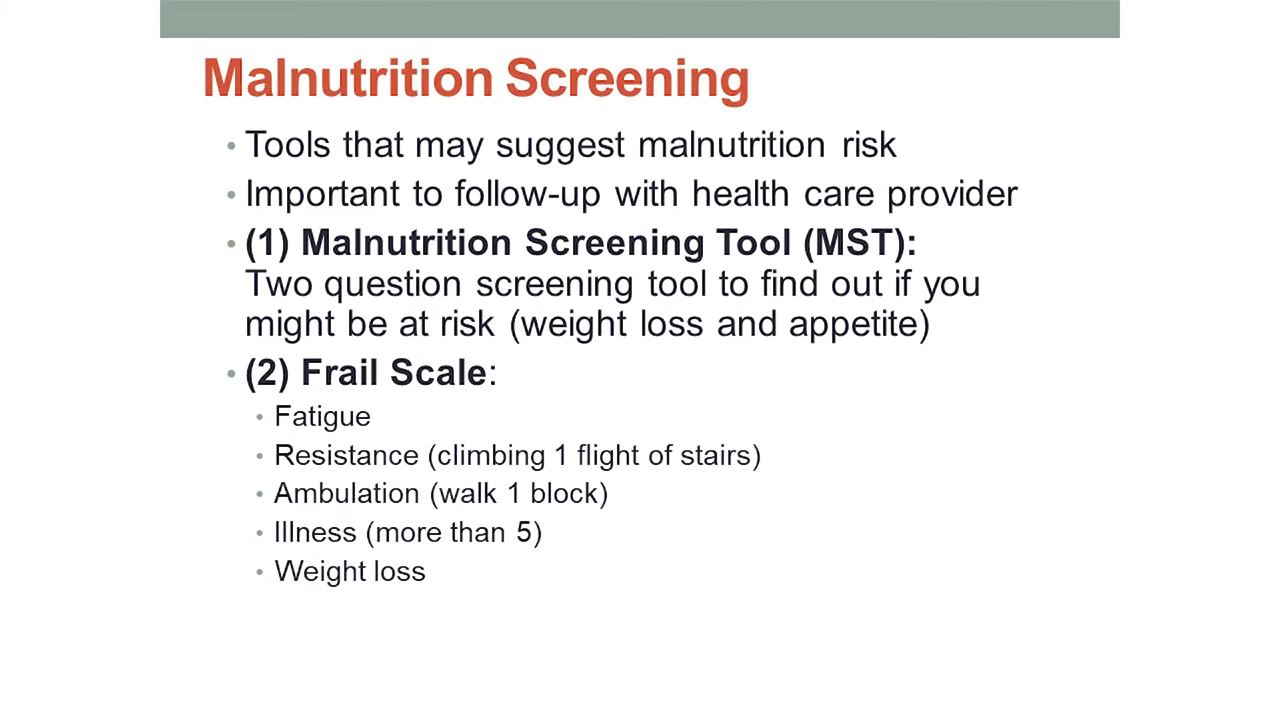 Malnutrition Screening
• Tools that may suggest malnutrition risk
• Important to follow-up with health care provider
• (1) Malnutrition Screening Tool (MST):
Two question screening tool to find out if you
might be at risk (weight loss and appetite)
• (2) Frail Scale:
• Fatigue
• Resistance (climbing 1 flight of stairs)
• Ambulation (walk 1 block)
• Illness (more than 5)
• Weight loss